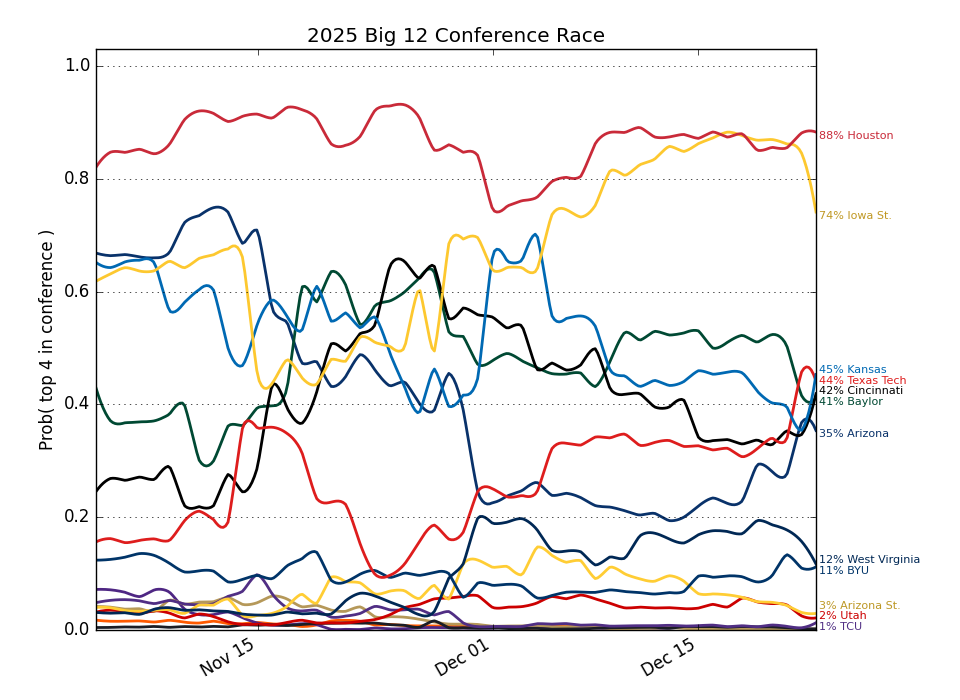 2025 Big 12 Conference Race
Prob( top 4 in conference )
1.0
0.8
0.6
0.4
0.2
0.0
Nov 15
Dec 01
Dec 15
88% Houston
74% Iowa St.
45% Kansas
44% Texas Tech
42% Cincinnati
41% Baylor
35% Arizona
12% West Virginia
11% BYU
3% Arizona St.
2% Utah
1% TCU